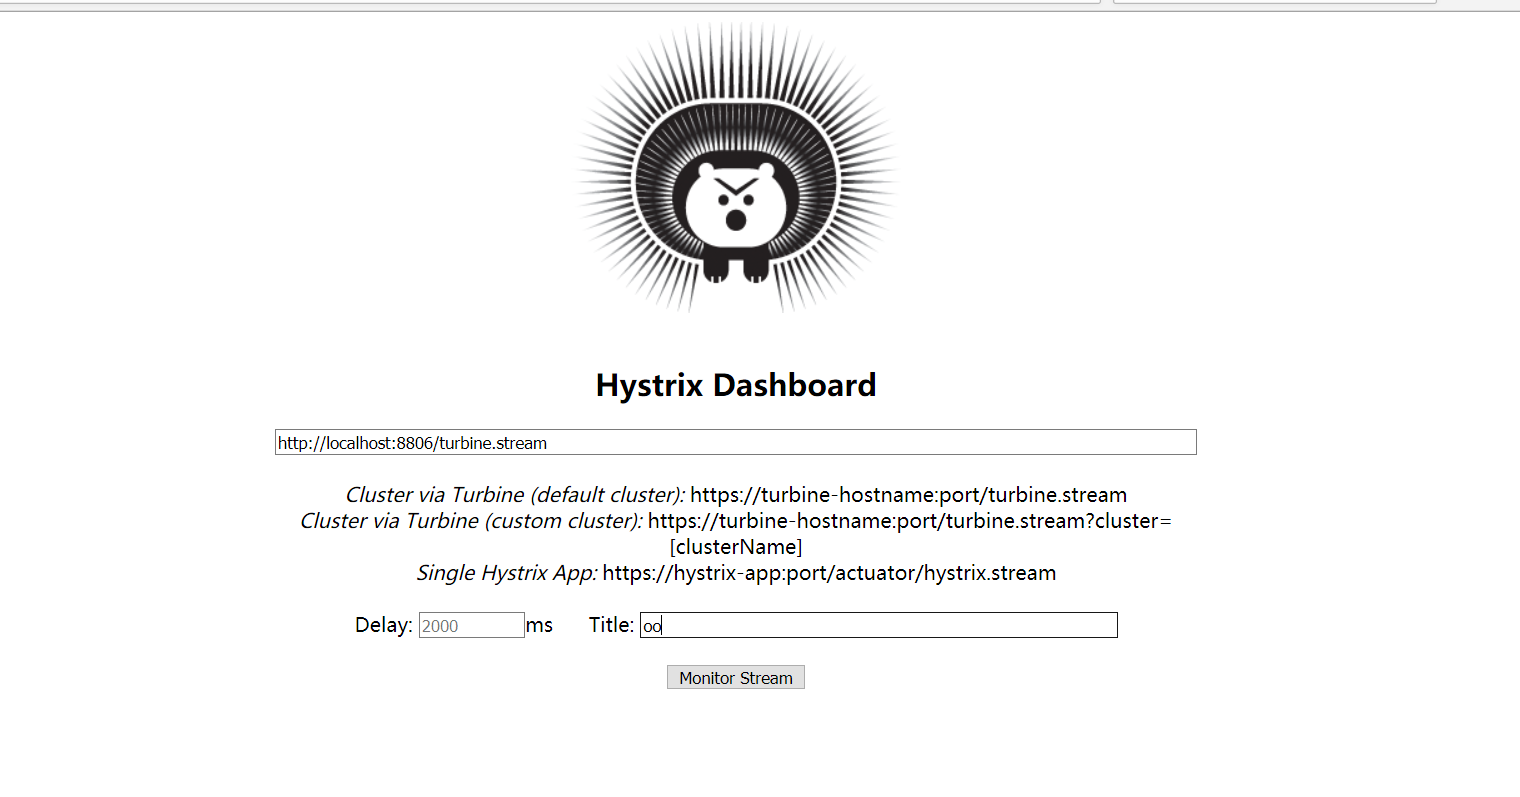 Hystrix Dashboard
http://localhost:8806/turbine.stream
Cluster via Turbine (default cluster): https://turbine-hostname:port/turbine.stream
Cluster via Turbine (custom cluster): https://turbine-hostname:port/turbine.stream?cluster=
[clusterName]
Single Hystrix App: https://hystrix-app:port/actuator/hystrix.stream
Delay: 2000 ms Title: oo
Monitor Stream